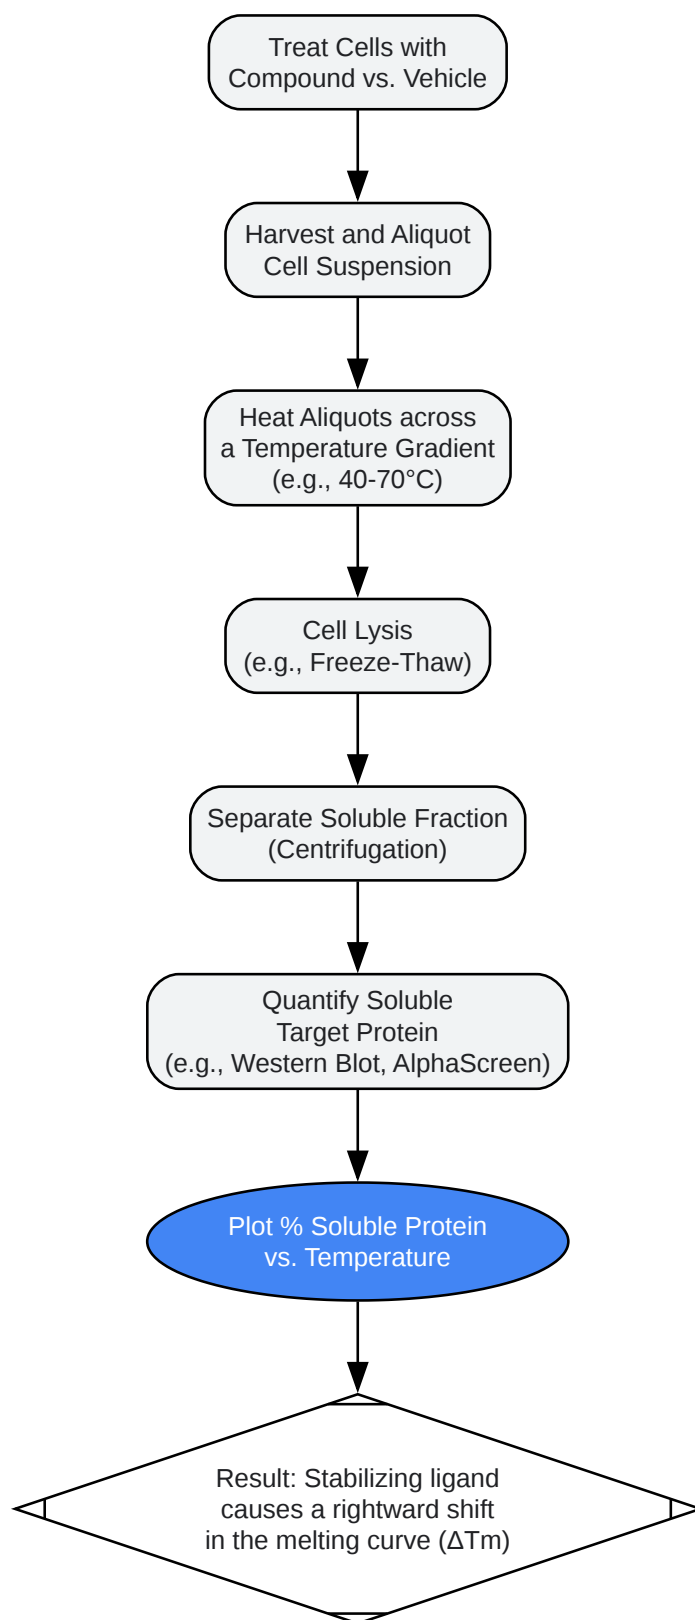 Treat Cells with
Compound vs. Vehicle
Harvest and Aliquot
Cell Suspension
Heat Aliquots across
a Temperature Gradient
(e.g., 40-70°C)
Cell Lysis
(e.g., Freeze-Thaw)
Separate Soluble Fraction
(Centrifugation)
Quantify Soluble
Target Protein
(e.g., Western Blot, AlphaScreen)
Plot % Soluble Protein
vs. Temperature
Result: Stabilizing ligand
causes a rightward shift
in the melting curve (ΔTm)